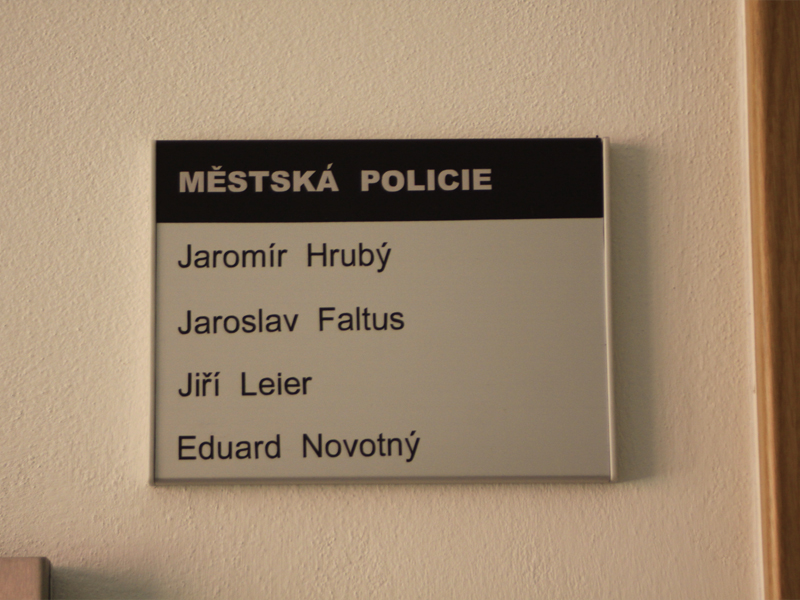 MĚSTSKÁ POLICIE
Jaromír Hrubý
Jaroslav Faltus
Jiří Leier
Eduard Novotný